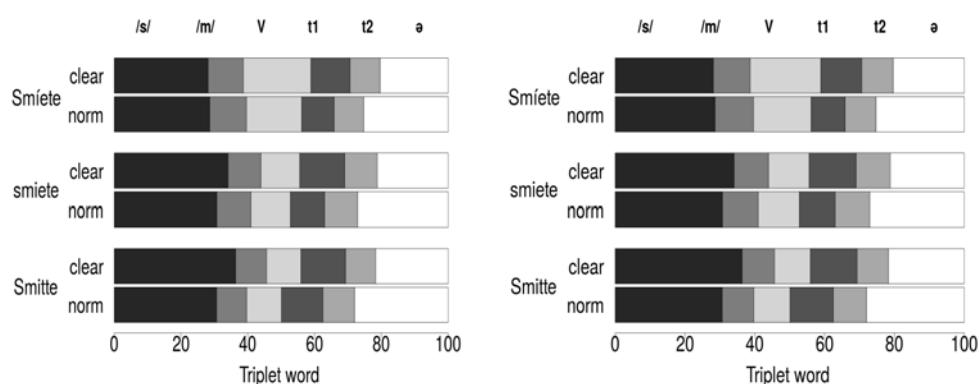 /s/ /m/ V t1 t2 ə
clear
Smíete
norm
clear
smiete
norm
clear
Smitte
norm
0 20 40 60 80 100
Triplet word
/s/ /m/ V t1 t2 ə
clear
Smíete
norm
clear
smiete
norm
clear
Smitte
norm
0 20 40 60 80 100
Triplet word